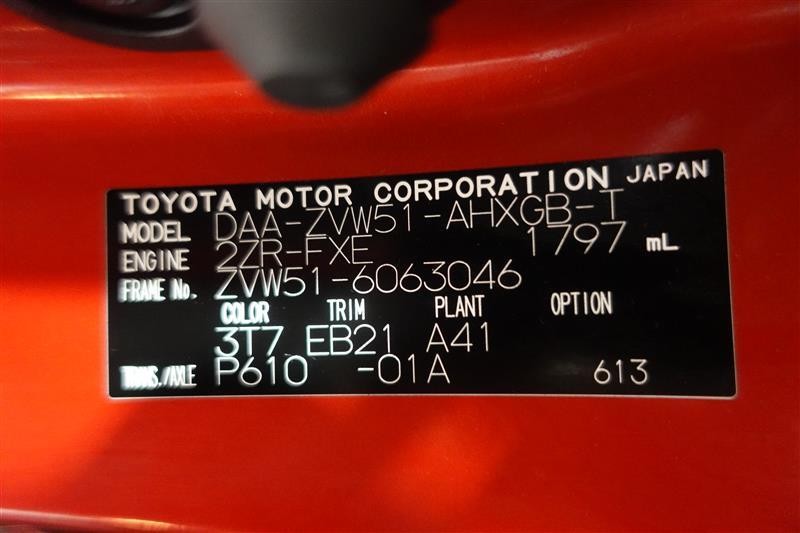 TOYOTA MOTOR CORPORATION JAPAN
MODEL DAA-ZVW51-AHXGB-T
ENGINE 2ZR-FXE 1797 mL
FRAME No. ZVW51-6063046
COLOR TRIM PLANT OPTION
3T7 EB21 A41
TRANS./AXLE P610 -01A 613